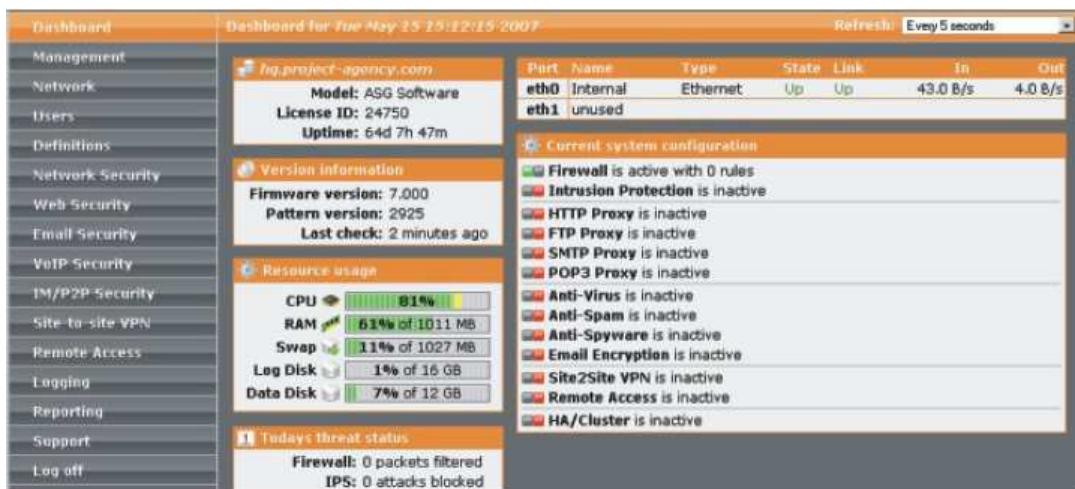 Dashboard
Dashboard for Tue May 15 15:12:15 2007
Refresh: Every 5 seconds
Management
Network
Users
Definitions
Network Security
Web Security
Email Security
VoIP Security
IM/P2P Security
Site-to-site VPN
Remote Access
Logging
Reporting
Support
Log off
hq.project-agency.com
Model: ASG Software
License ID: 24750
Uptime: 64d 7h 47m
Version information
Firmware version: 7.000
Pattern version: 2925
Last check: 2 minutes ago
Resource usage
CPU 81%
RAM 61% of 1011 MB
Swap 11% of 1027 MB
Log Disk 1% of 16 GB
Data Disk 7% of 12 GB
Todays threat status
Firewall: 0 packets filtered
IPS: 0 attacks blocked
Port Name Type State Link In Out
eth0 Internal Ethernet Up Up 43.0 B/s 4.0 B/s
eth1 unused
Current system configuration
Firewall is active with 0 rules
Intrusion Protection is inactive
HTTP Proxy is inactive
FTP Proxy is inactive
SMTP Proxy is inactive
POP3 Proxy is inactive
Anti-Virus is inactive
Anti-Spam is inactive
Anti-Spyware is inactive
Email Encryption is inactive
Site2Site VPN is inactive
Remote Access is inactive
HA/Cluster is inactive